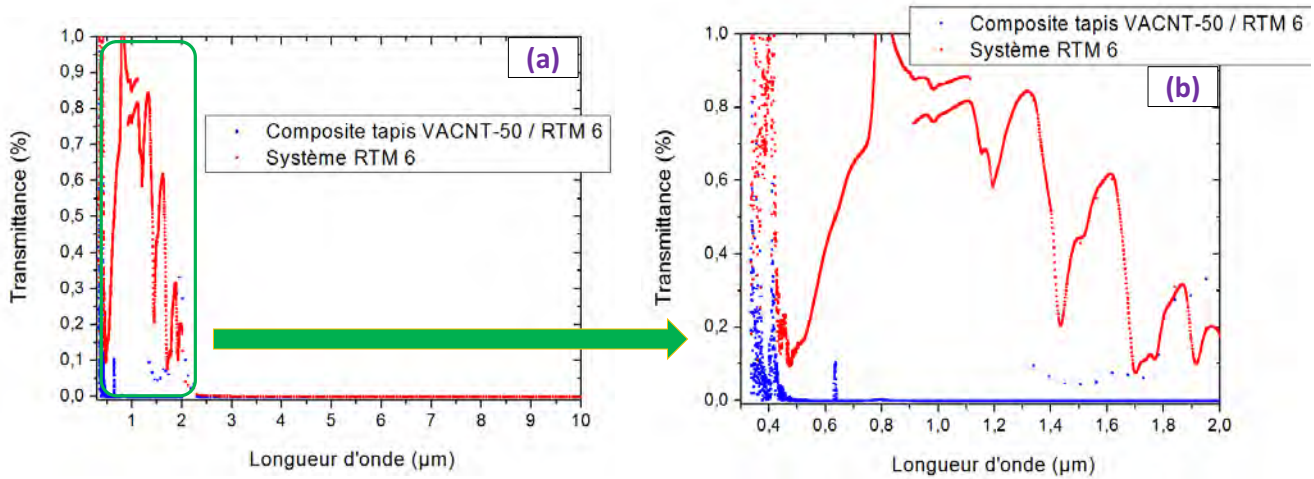 (a)
Composite tapis VACNT-50 / RTM 6
Système RTM 6
Transmittance (%)
1,0
0,9
0,8
0,7
0,6
0,5
0,4
0,3
0,2
0,1
0,0
1 2 3 4 5 6 7 8 9 10
Longueur d'onde (µm)
Composite tapis VACNT-50 / RTM 6
Système RTM 6
(b)
Transmittance (%)
1,0
0,8
0,6
0,4
0,2
0,0
0,4 0,6 0,8 1,0 1,2 1,4 1,6 1,8 2,0
Longueur d'onde (µm)